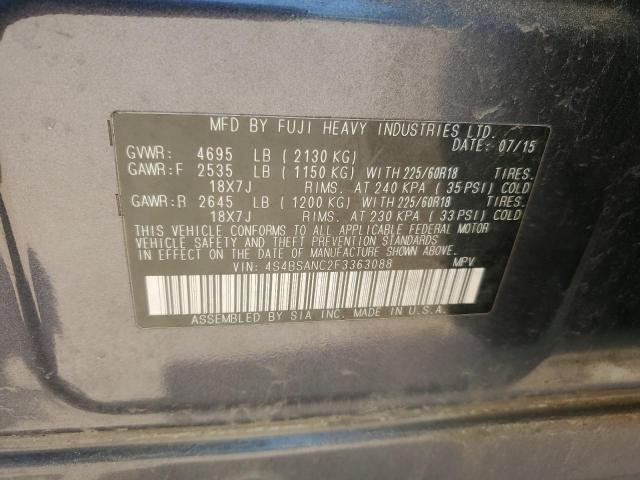 MFD BY FUJI HEAVY INDUSTRIES LTD.
DATE: 07/15
GVWR: 4695 LB ( 2130 KG)
GAWR:F 2535 LB ( 1150 KG) WITH 225/60R18 TIRES.
18X7J RIMS. AT 240 KPA ( 35 PSI) COLD
GAWR:R 2645 LB ( 1200 KG) WITH 225/60R18 TIRES.
18X7J RIMS. AT 230 KPA ( 33 PSI) COLD
THIS VEHICLE CONFORMS TO ALL APPLICABLE FEDERAL MOTOR
VEHICLE SAFETY AND THEFT PREVENTION STANDARDS
IN EFFECT ON THE DATE OF MANUFACTURE SHOWN ABOVE.
VIN: 4S4BSANC2F3363088 MPV
ASSEMBLED BY SIA INC. MADE IN U.S.A.